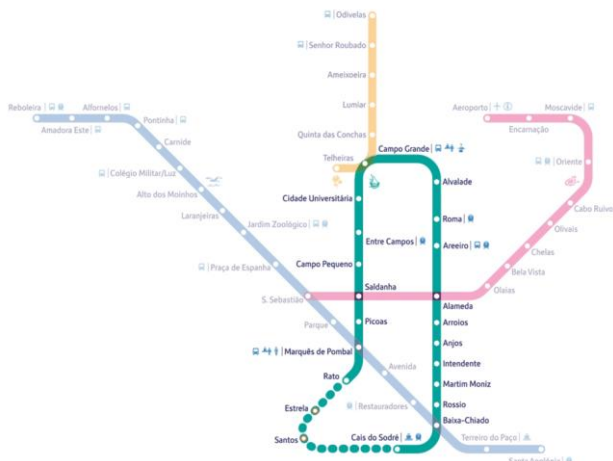 Odivelas
Senhor Roubado
Ameixoeira
Lumiar
Quinta das Conchas
Telheiras
Campo Grande
Reboleira
Amadora Este
Alfornelos
Pontinha
Carnide
Colégio Militar/Luz
Alto dos Moinhos
Laranjeiras
Jardim Zoológico
Praça de Espanha
S. Sebastião
Parque
Marquês de Pombal
Avenida
Restauradores
Baixa-Chiado
Terreiro do Paço
Santa Apolónia
Aeroporto
Encarnação
Moscavide
Oriente
Cabo Ruivo
Olivais
Chelas
Bela Vista
Olaias
Alameda
Saldanha
Alvalade
Roma
Areeiro
Arroios
Anjos
Intendente
Martim Moniz
Rossio
Cais do Sodré
Santos
Estrela
Rato
Picoas
Campo Pequeno
Entre Campos
Cidade Universitária